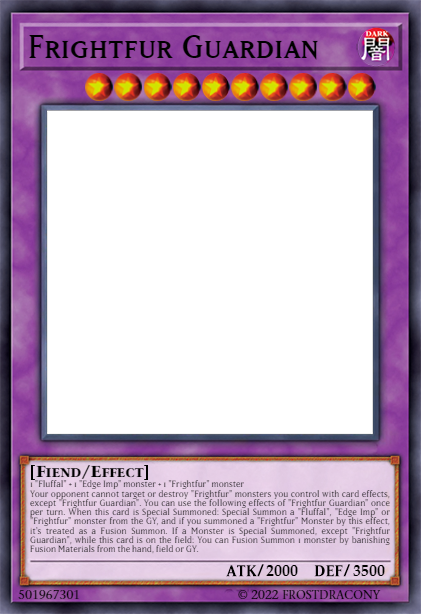 Frightfur Guardian
DARK
闇
[Fiend/Effect]
1 "Fluffal" + 1 "Edge Imp" monster + 1 "Frightfur" monster
Your opponent cannot target or destroy "Frightfur" monsters you control with card effects,
except "Frightfur Guardian". You can use the following effects of "Frightfur Guardian" once
per turn. When this card is Special Summoned: Special Summon a "Fluffal", "Edge Imp" or
"Frightfur" monster from the GY, and if you summoned a "Frightfur" Monster by this effect,
it's treated as a Fusion Summon. If a Monster is Summoned, except "Frightfur
Guardian", while this card is on the field: You can Fusion Summon 1 monster by banishing
Fusion Materials from the hand, field or GY.
ATK/2000 DEF/3500
501967301 © 2022 FROSTDRACONY